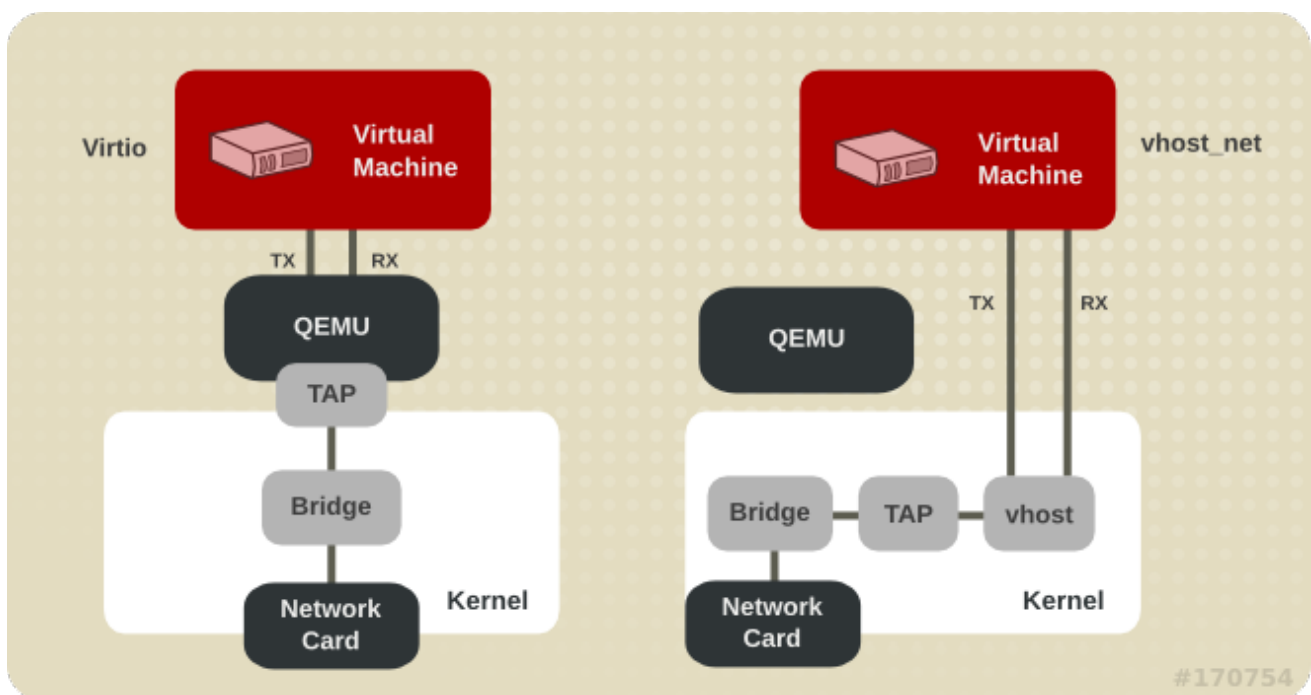 Virtio
Virtual
Machine
TX
RX
QEMU
TAP
Bridge
Network
Card
Kernel
Virtual
Machine
vhost_net
TX
RX
QEMU
Bridge
TAP
vhost
Network
Card
Kernel
#170754